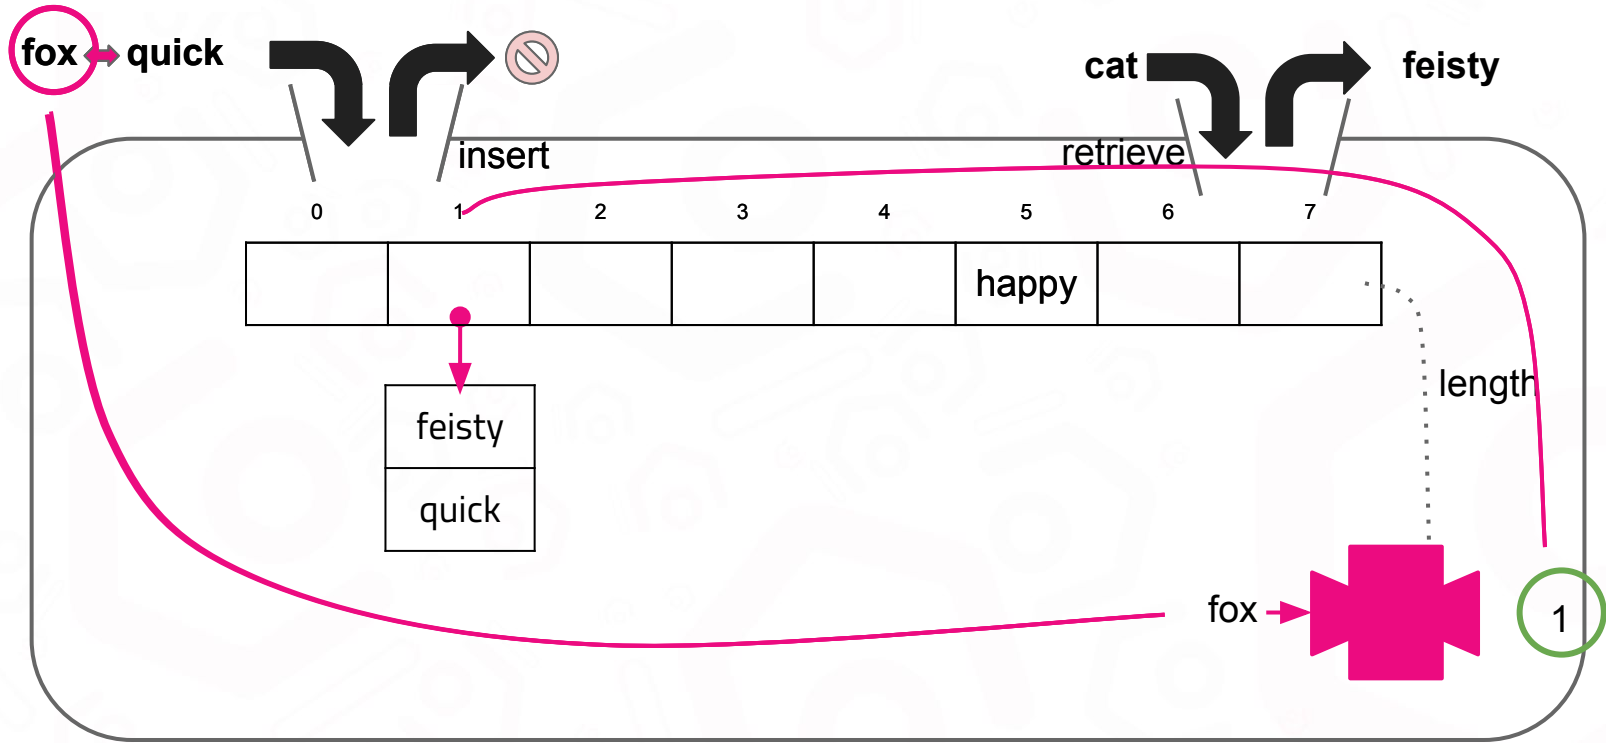 fox quick
cat feisty
insert
retrieve
0 1 2 3 4 5 6 7
happy
length
feisty
quick
fox
1